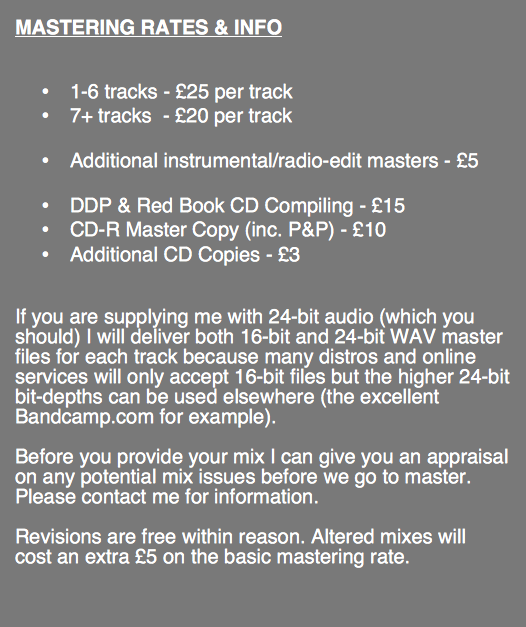 MASTERING RATES & INFO
• 1-6 tracks - £25 per track
• 7+ tracks - £20 per track
• Additional instrumental/radio-edit masters - £5
• DDP & Red Book CD Compiling - £15
• CD-R Master Copy (inc. P&P) - £10
• Additional CD Copies - £3
If you are supplying me with 24-bit audio (which you
should) I will deliver both 16-bit and 24-bit WAV master
files for each track because many distros and online
services will only accept 16-bit files but the higher 24-bit
bit-depths can be used elsewhere (the excellent
Bandcamp.com for example).
Before you provide your mix I can give you an appraisal
on any potential mix issues before we go to master.
Please contact me for information.
Revisions are free within reason. Altered mixes will
cost an extra £5 on the basic mastering rate.